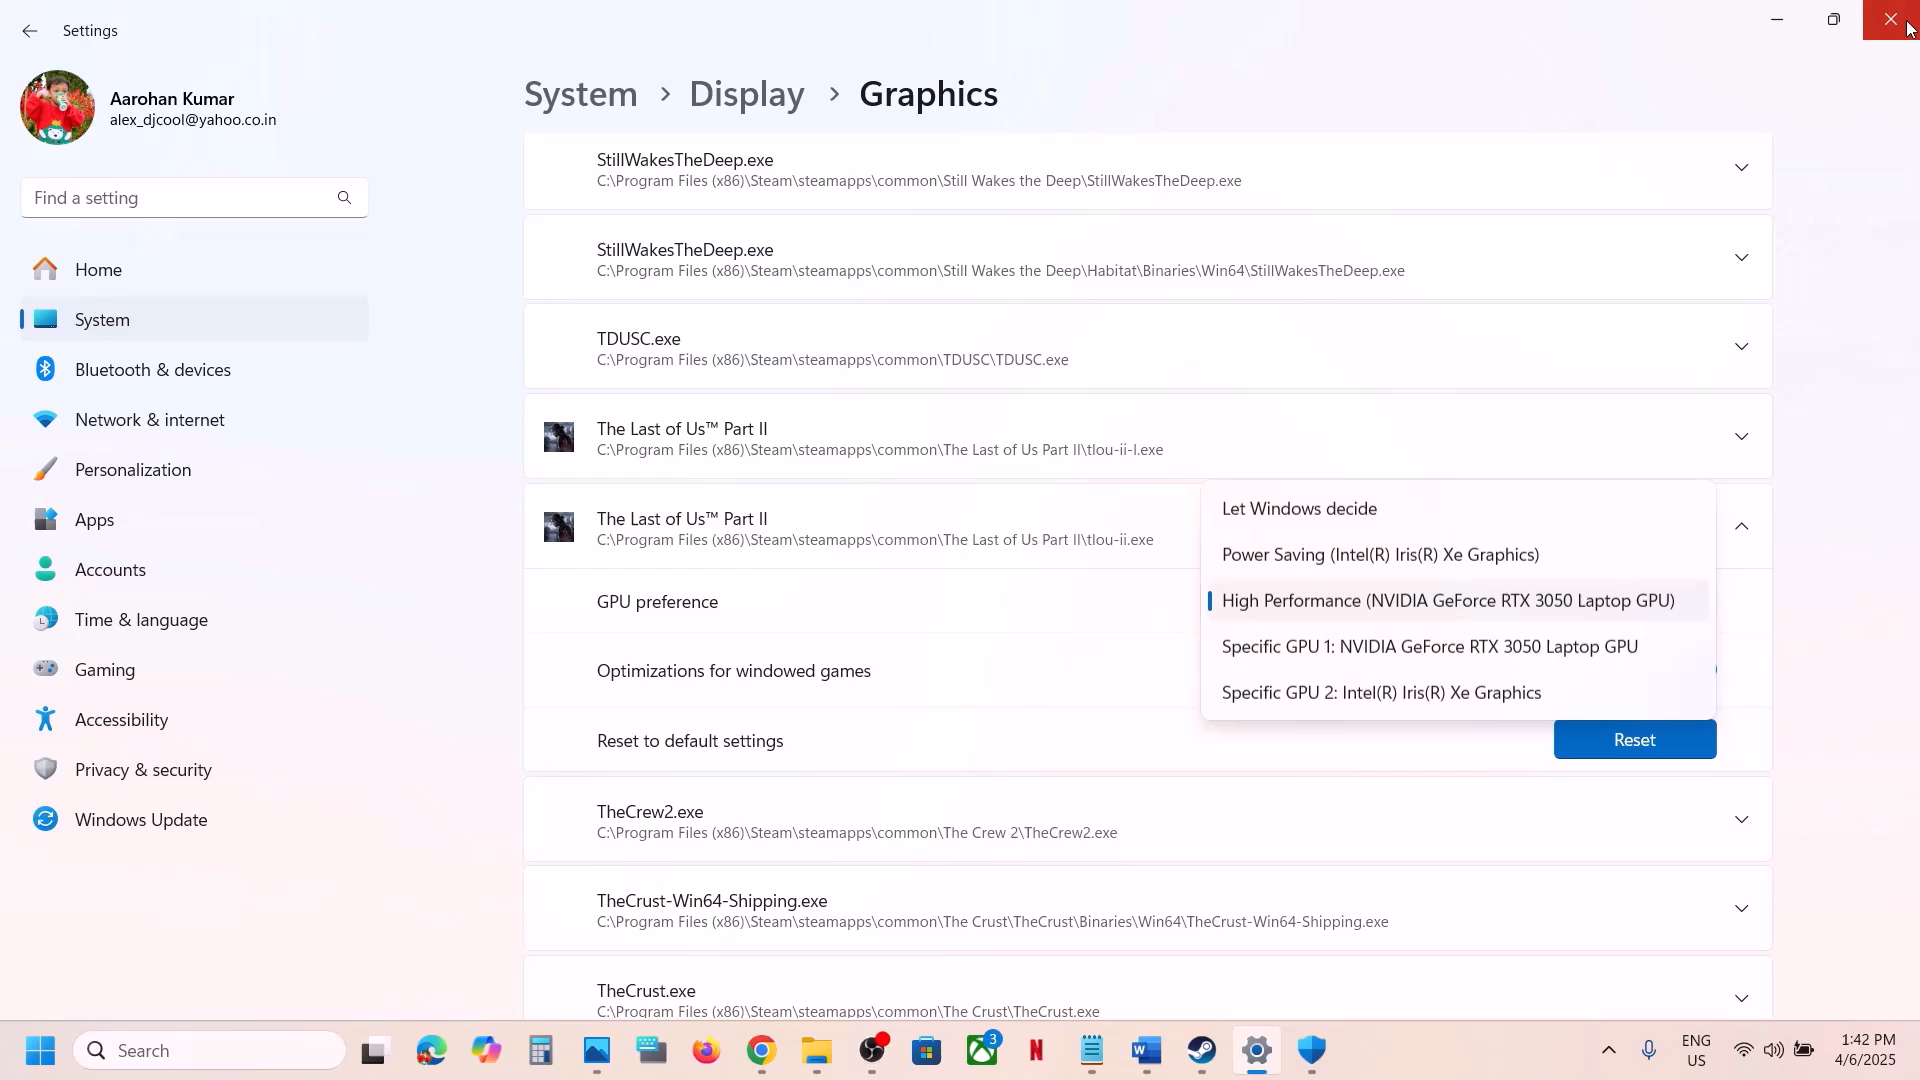 Settings
Aarohan Kumar
alex_djcool@yahoo.co.in
Find a setting
Home
System
Bluetooth & devices
Network & internet
Personalization
Apps
Accounts
Time & language
Gaming
Accessibility
Privacy & security
Windows Update
System > Display > Graphics
StillWakesTheDeep.exe
C:\Program Files (x86)\Steam\steamapps\common\Still Wakes the Deep\StillWakesTheDeep.exe
StillWakesTheDeep.exe
C:\Program Files (x86)\Steam\steamapps\common\Still Wakes the Deep\Habitat\Binaries\Win64\StillWakesTheDeep.exe
TDUSC.exe
C:\Program Files (x86)\Steam\steamapps\common\TDUSC\TDUSC.exe
The Last of Us™ Part II
C:\Program Files (x86)\Steam\steamapps\common\The Last of Us Part II\tlou-ii-l.exe
The Last of Us™ Part II
C:\Program Files (x86)\Steam\steamapps\common\The Last of Us Part II\tlou-ii.exe
GPU preference
Optimizations for windowed games
Let Windows decide
Power Saving (Intel(R) Iris(R) Xe Graphics)
High Performance (NVIDIA GeForce RTX 3050 Laptop GPU)
Specific GPU 1: NVIDIA GeForce RTX 3050 Laptop GPU
Specific GPU 2: Intel(R) Iris(R) Xe Graphics
Reset to default settings
Reset
TheCrew2.exe
C:\Program Files (x86)\Steam\steamapps\common\The Crew 2\TheCrew2.exe
TheCrust-Win64-Shipping.exe
C:\Program Files (x86)\Steam\steamapps\common\The Crust\TheCrust\Binaries\Win64\TheCrust-Win64-Shipping.exe
TheCrust.exe
C:\Program Files (x86)\Steam\steamapps\common\The Crust\TheCrust.exe
Search
3
ENG
US
1:42 PM
4/6/2025